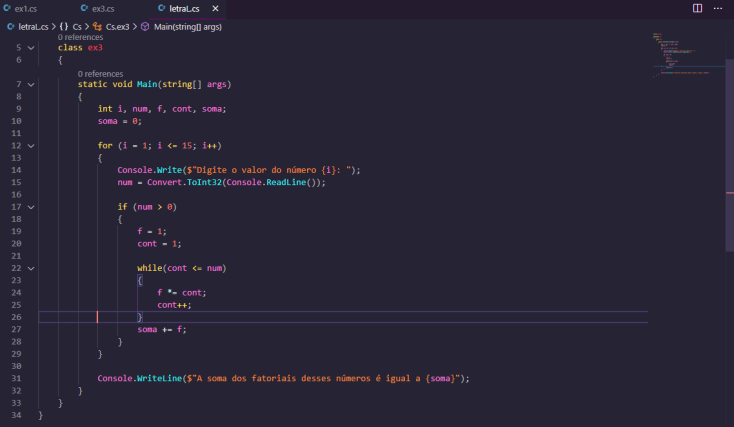 ex1.cs ex3.cs letraL.cs
letraL.cs > {} Cs > Cs.ex3 > Main(string[] args)
0 references
5 class ex3
6 {
0 references
7 static void Main(string[] args)
8 {
9 int i, num, f, cont, soma;
10 soma = 0;
11
12 for (i = 1; i <= 15; i++)
13 {
14 Console.Write($"Digite o valor do número {i}: ");
15 num = Convert.ToInt32(Console.ReadLine());
16
17 if (num > 0)
18 {
19 f = 1;
20 cont = 1;
21
22 while(cont <= num)
23 {
24 f *= cont;
25 cont++;
26 }
27 soma += f;
28 }
29 }
30
31 Console.WriteLine($"A soma dos fatoriais desses números é igual a {soma}");
32 }
33 }
34 }